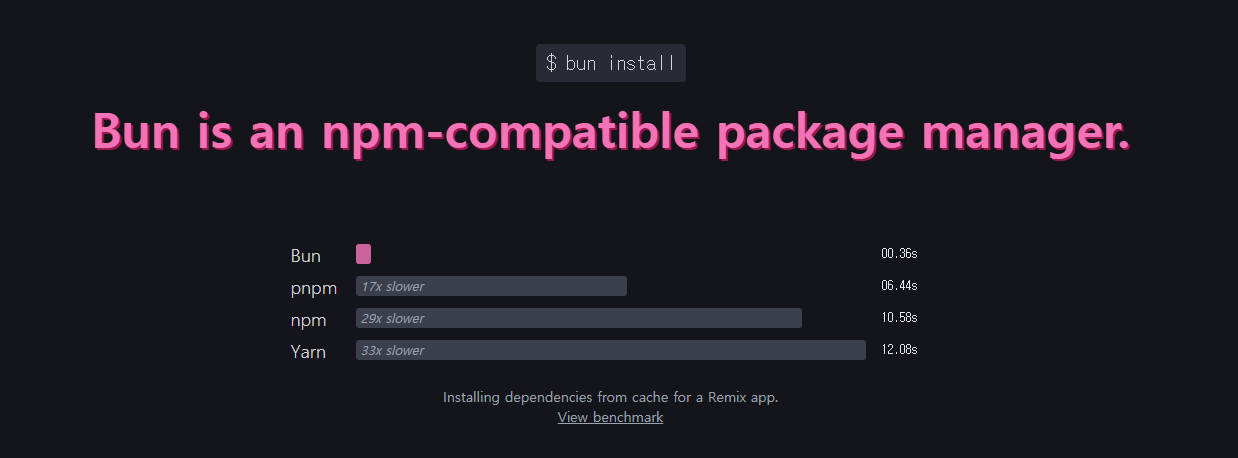 $ bun install
Bun is an npm-compatible package manager.
Bun 00.36s
pnpm 17x slower 06.44s
npm 29x slower 10.58s
Yarn 33x slower 12.08s
Installing dependencies from cache for a Remix app.
View benchmark